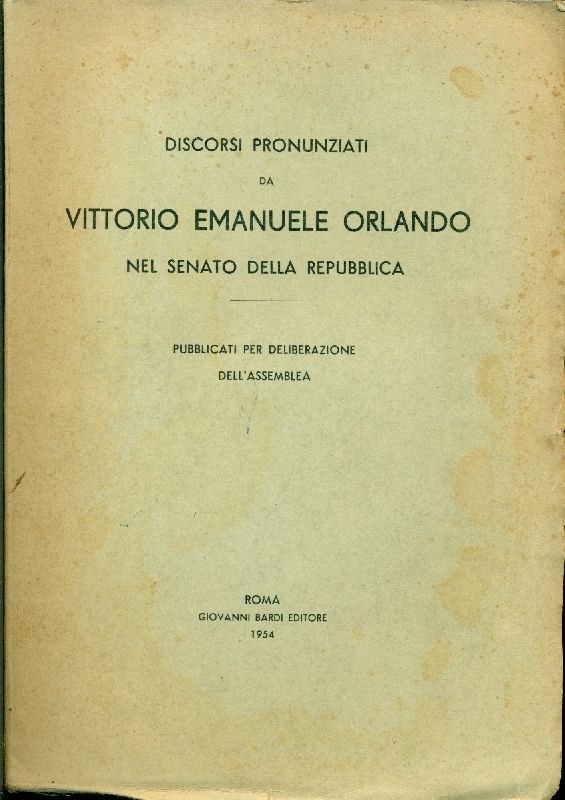 DISCORSI PRONUNZIATI
DA
VITTORIO EMANUELE ORLANDO
NEL SENATO DELLA REPUBBLICA
PUBBLICATI PER DELIBERAZIONE
DELL'ASSEMBLEA
ROMA
GIOVANNI BARDI EDITORE
1954